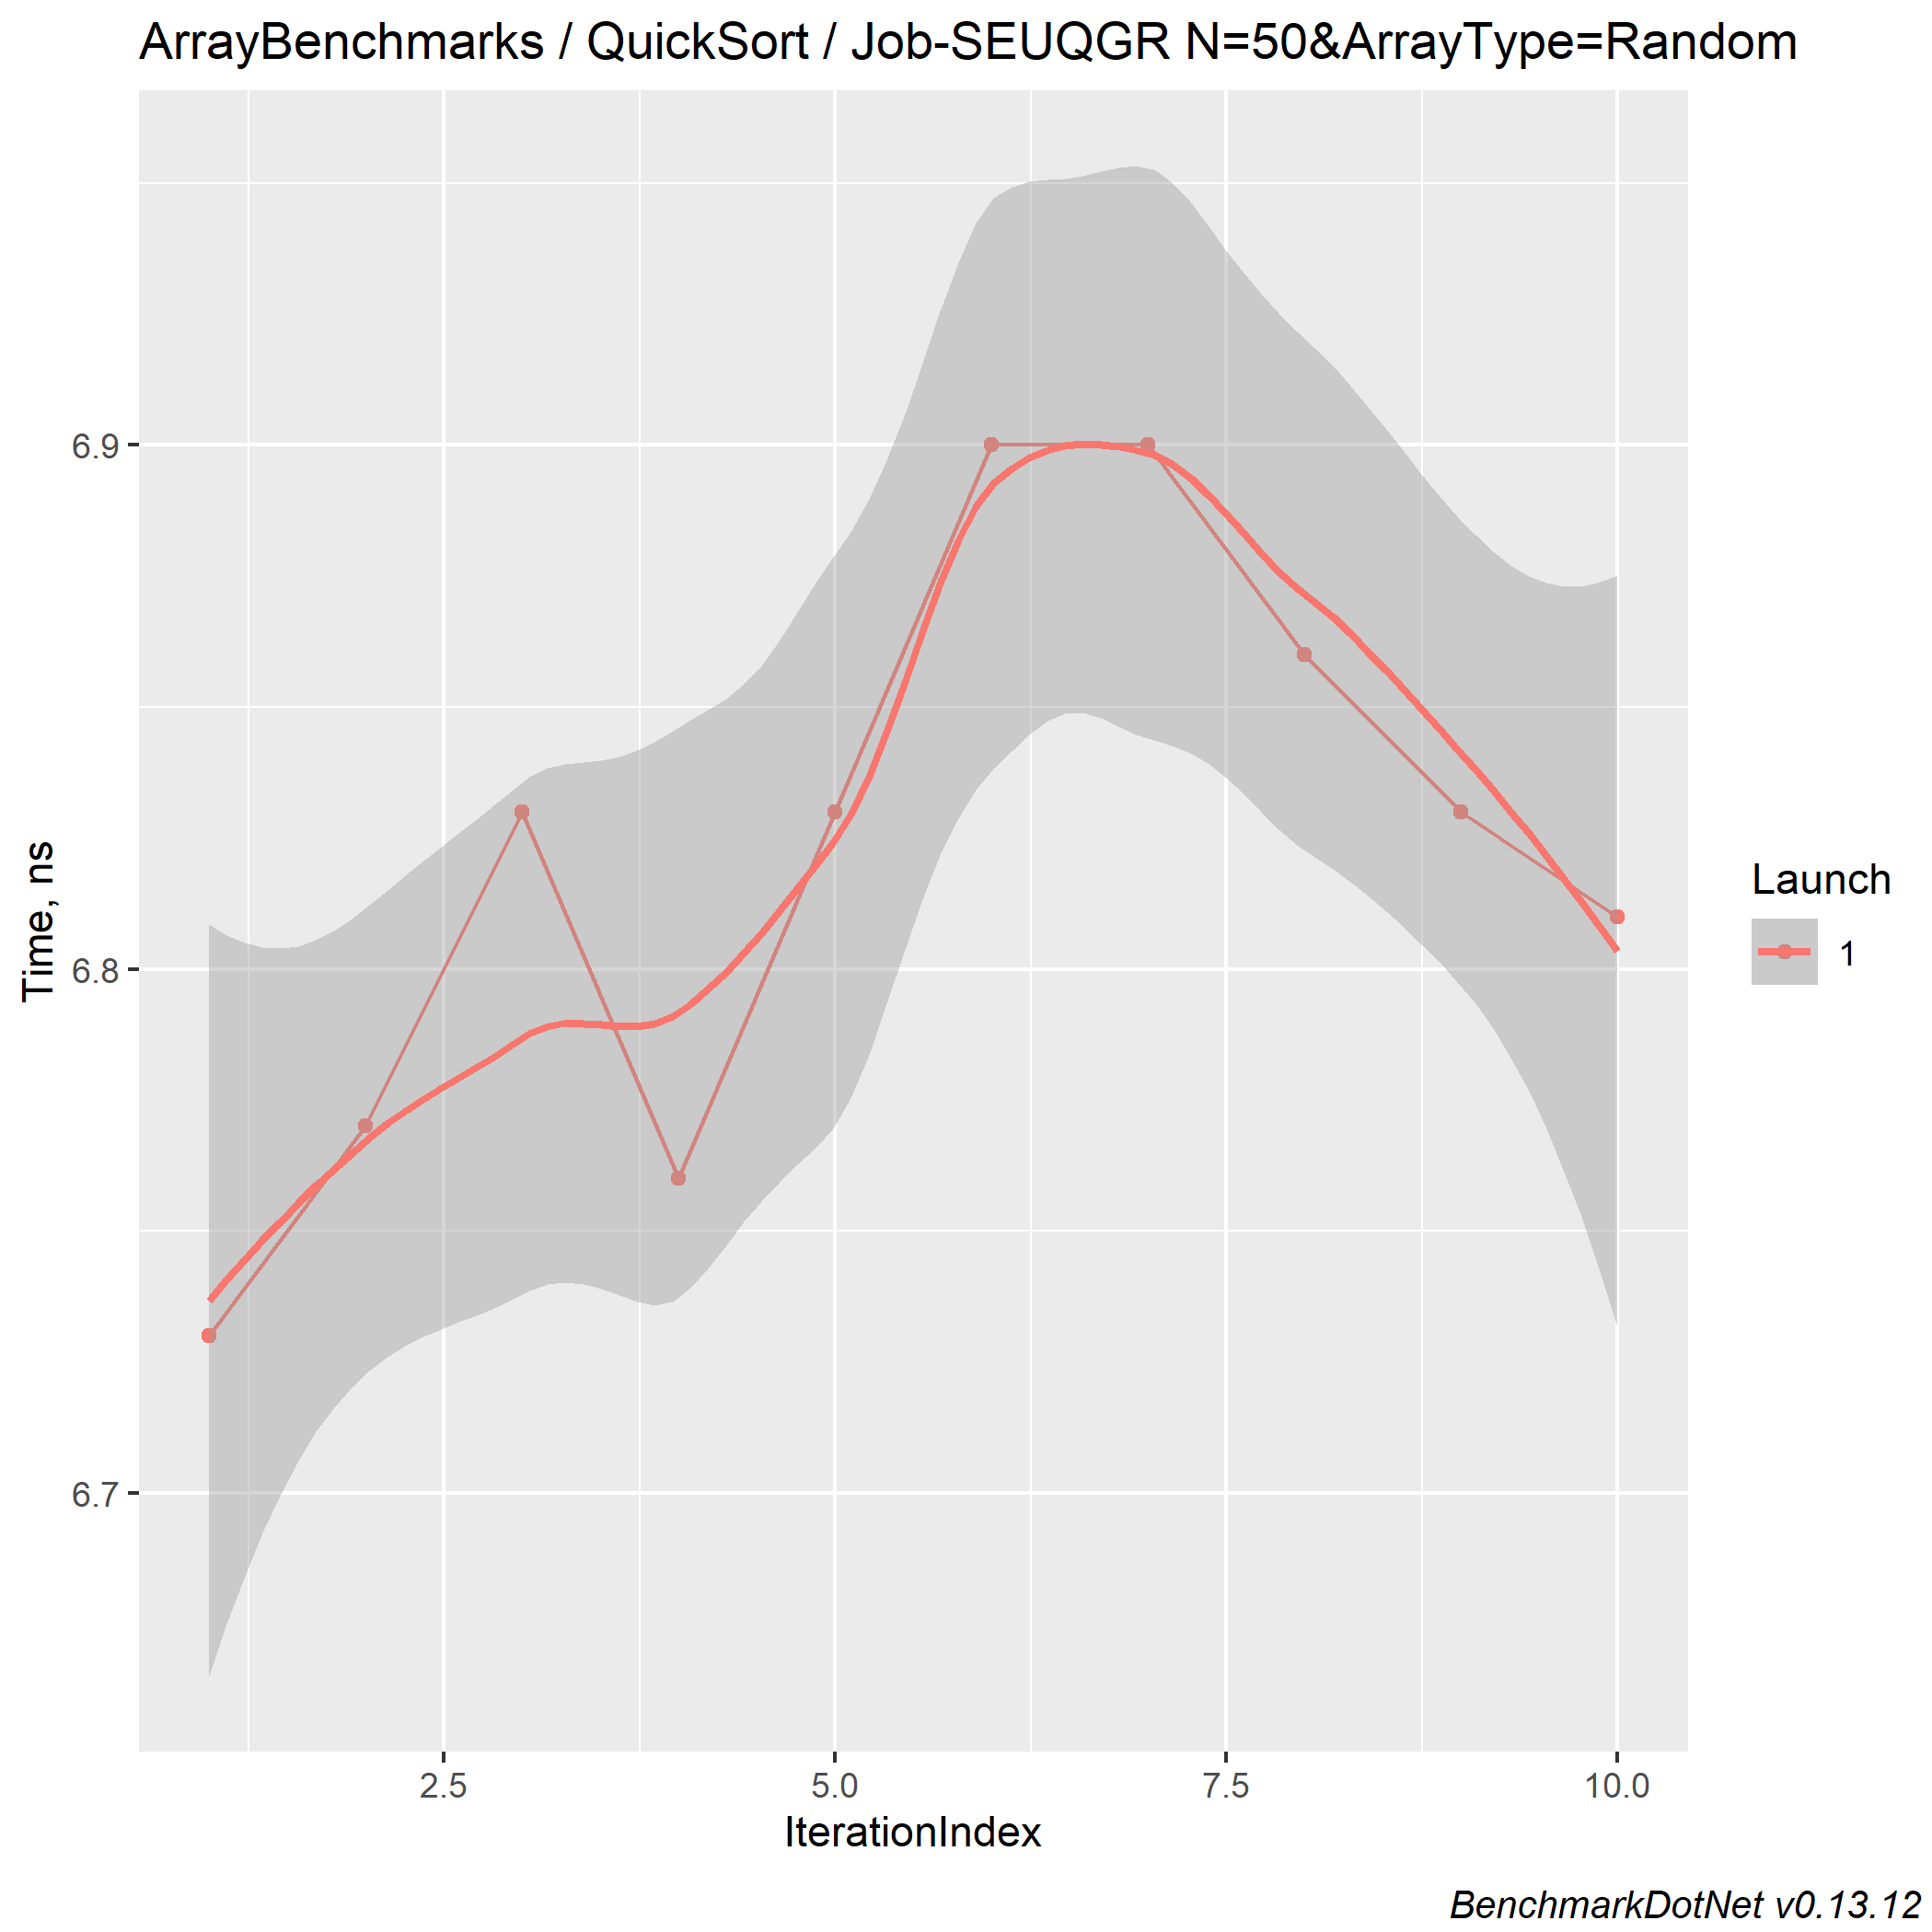 ArrayBenchmarks / QuickSort / Job-SEUQGR N=50&ArrayType=Random
Time, ns
6.9
6.8
6.7
2.5 5.0 7.5 10.0
IterationIndex
Launch
1
BenchmarkDotNet v0.13.12